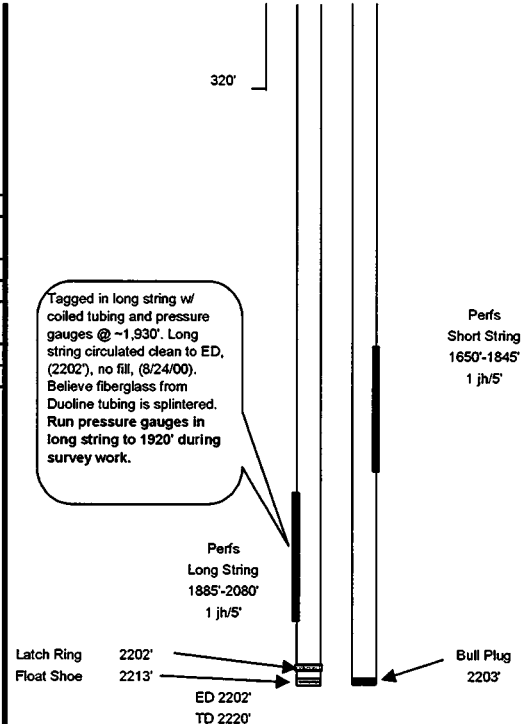 320'
Tagged in long string w/
coiled tubing and pressure
gauges @ ~1,930'. Long
string circulated clean to ED,
(2202'), no fill, (8/24/00).
Believe fiberglass from
Duoline tubing is splintered.
Run pressure gauges in
long string to 1920' during
survey work.
Perfs
Short String
1650'-1845'
1 jh/5'
Perfs
Long String
1885'-2080'
1 jh/5'
Latch Ring 2202'
Float Shoe 2213'
Bull Plug
2203'
ED 2202'
TD 2220'